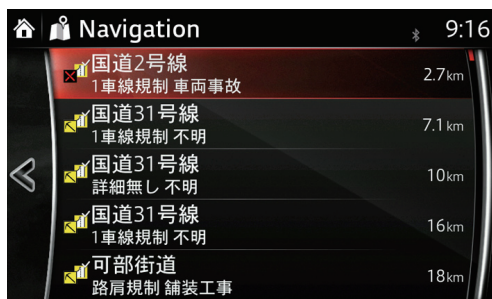 Navigation 9:16
国道2号線
1車線規制 車両事故
2.7km
国道31号線
1車線規制 不明
7.1km
国道31号線
詳細無し 不明
10km
国道31号線
1車線規制 不明
16km
可部街道
路肩規制 舗装工事
18km